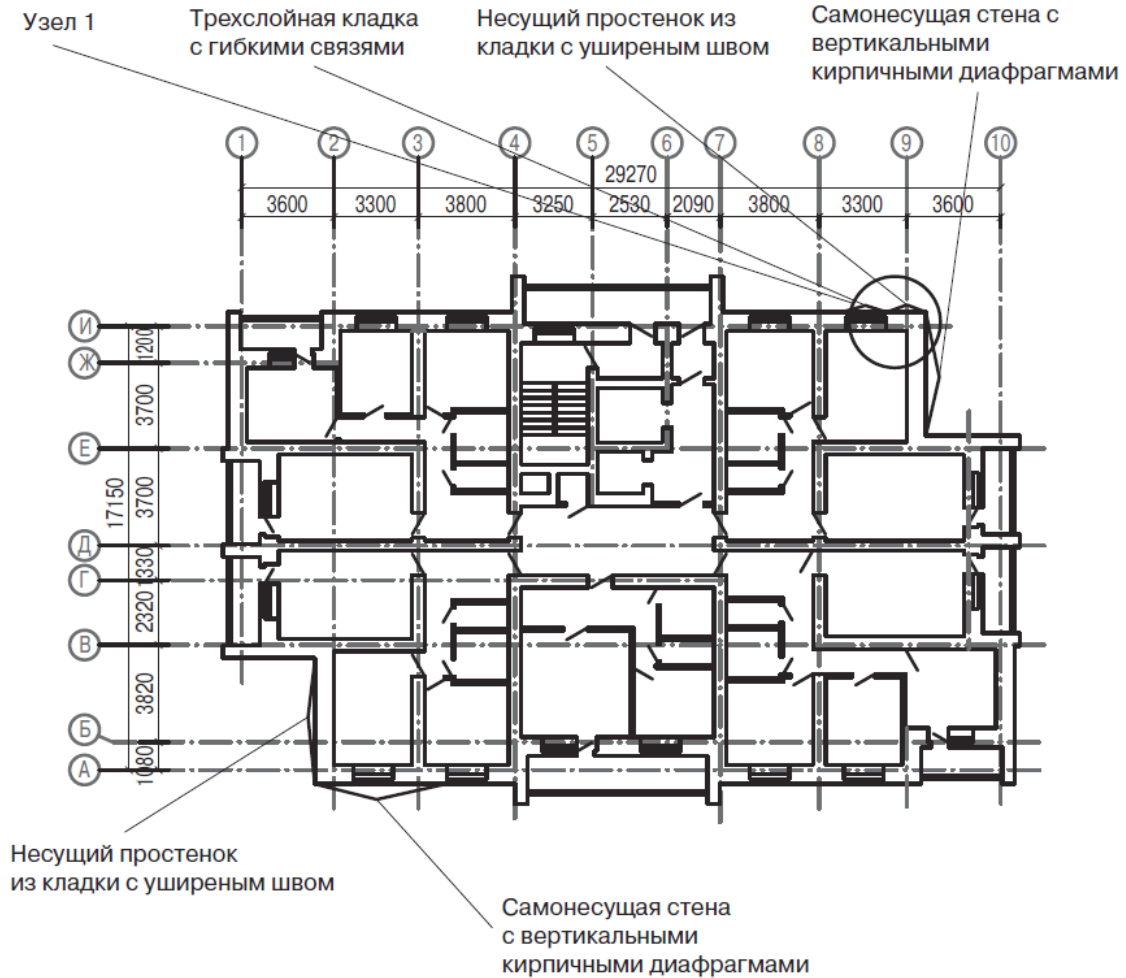 Узел 1
Трехслойная кладка
с гибкими связями
Несущий простенок из
кладки с уширеным швом
Самонесущая стена с
вертикальными
кирпичными диафрагмами
1 2 3 4 5 6 7 8 9 10
29270
3600 3300 3800 3250 2530 2090 3800 3300 3600
И
Ж
Е
Д
Г
В
Б
А
17150
1200
3700
3700
1330
2320
3820
1080
Несущий простенок
из кладки с уширеным швом
Самонесущая стена
с вертикальными
кирпичными диафрагмами